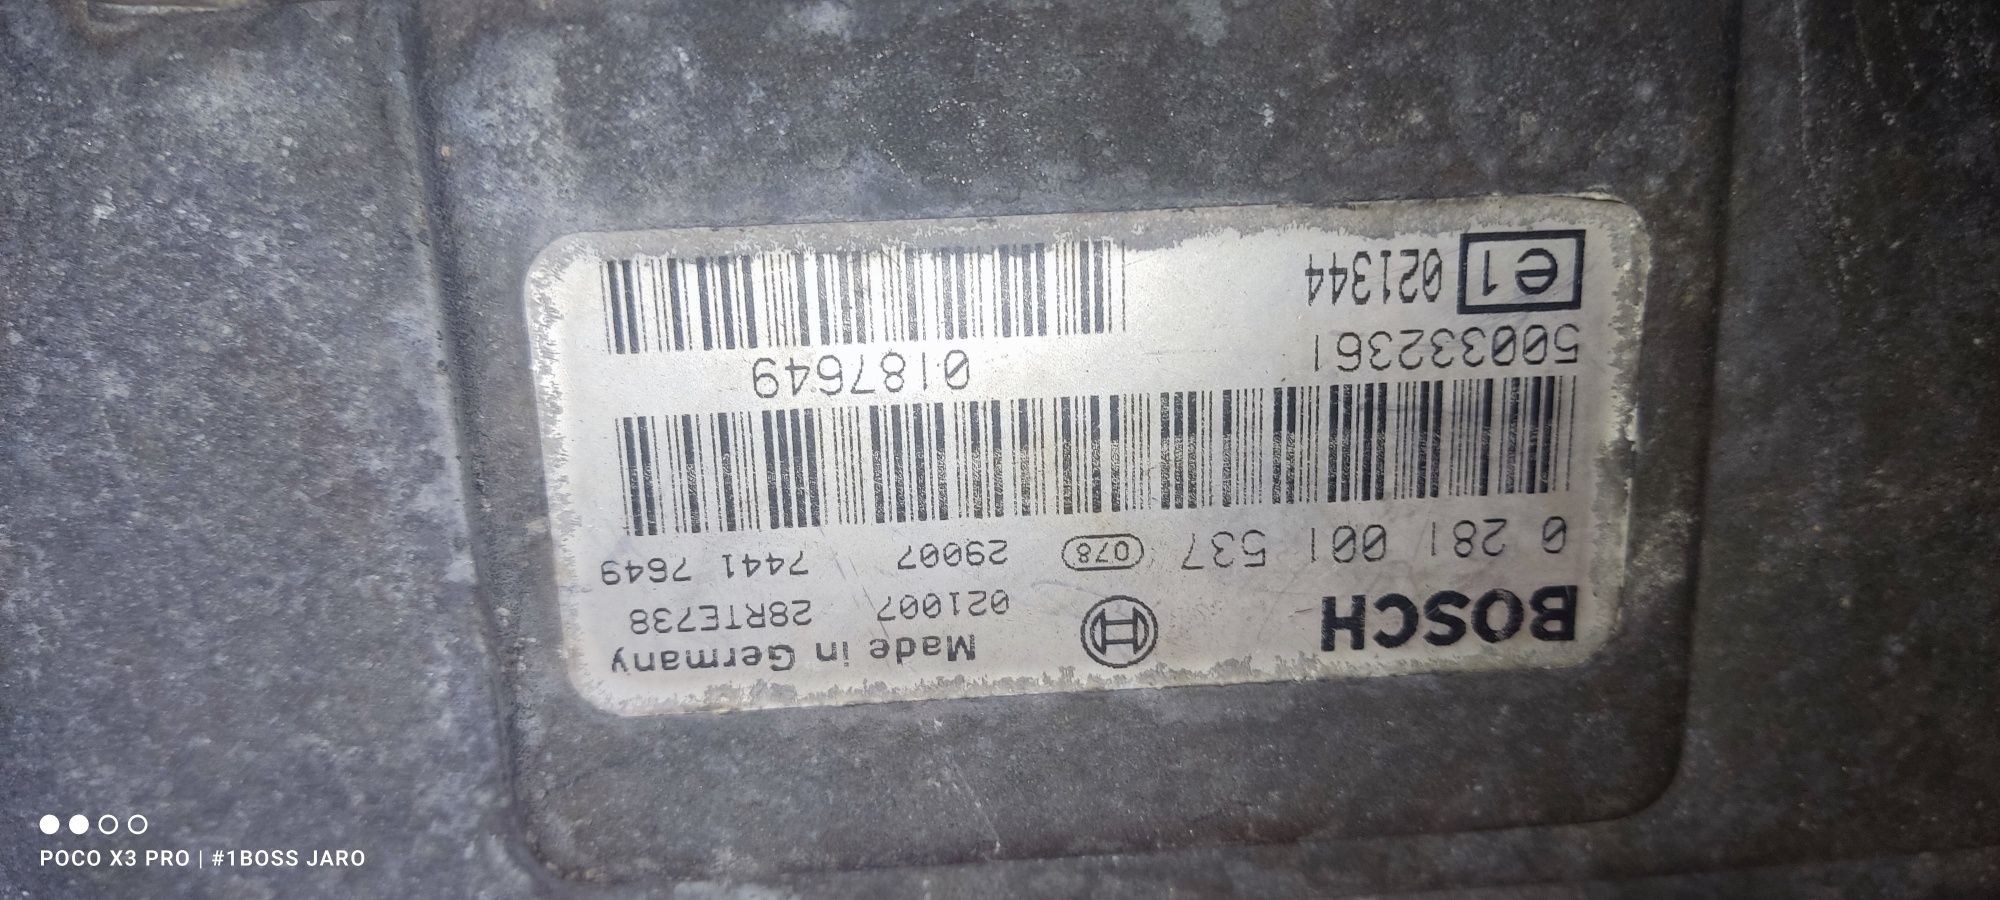 BOSCH
Made in Germany
021007 28RTE738
0 281 001 537 078 29007 7441 7649
500332361 0187649
e1 021344
POCO X3 PRO | #1BOSS JARO